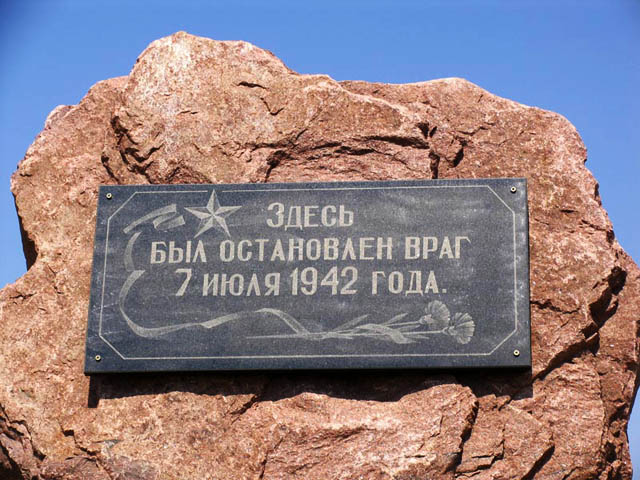 Здесь
был остановлен враг
7 июля 1942 года.